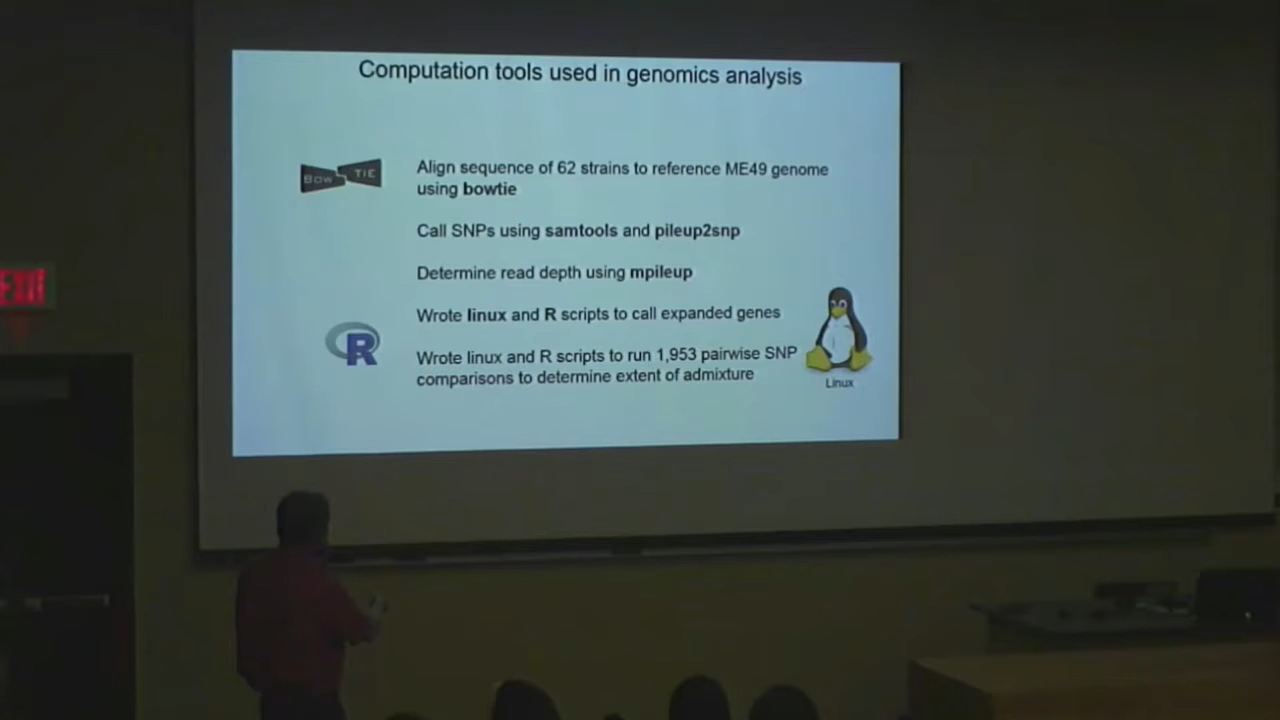 Computation tools used in genomics analysis
BOW TIE
Align sequence of 62 strains to reference ME49 genome
using bowtie
Call SNPs using samtools and pileup2snp
Determine read depth using mpileup
Wrote linux and R scripts to call expanded genes
R
Wrote linux and R scripts to run 1,953 pairwise SNP
comparisons to determine extent of admixture
Linux
EXIT